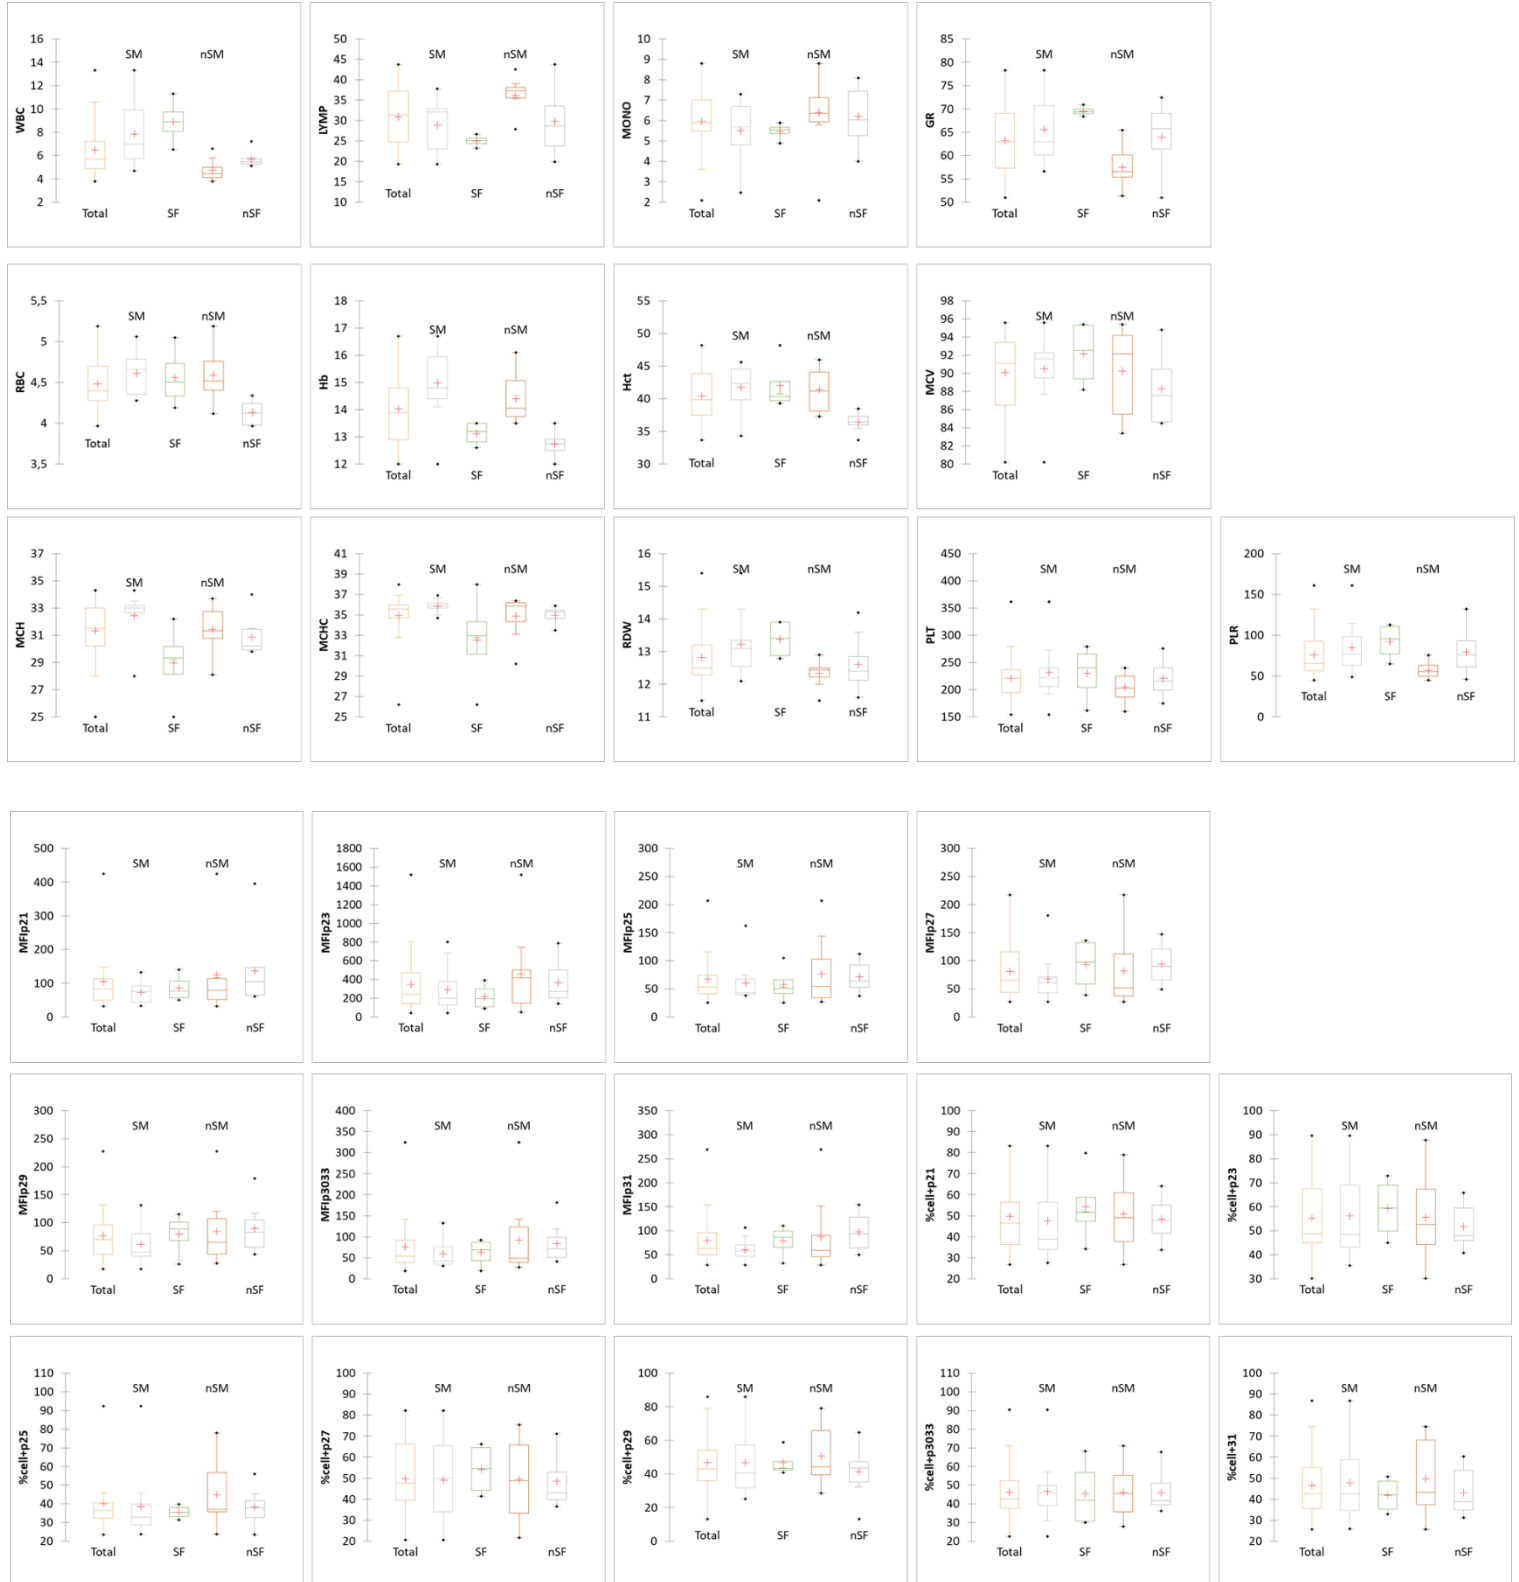 WBC
16
14
12
10
8
6
4
2
SM
nSM
Total
SF
nSF
LYMP
50
45
40
35
30
25
20
15
10
SM
nSM
Total
SF
nSF
MONO
10
9
8
7
6
5
4
3
2
SM
nSM
Total
SF
nSF
GR
85
80
75
70
65
60
55
50
SM
nSM
Total
SF
nSF
RBC
5,5
5
4,5
4
3,5
SM
nSM
Total
SF
nSF
Hb
18
17
16
15
14
13
12
SM
nSM
Total
SF
nSF
Hct
55
50
45
40
35
30
SM
nSM
Total
SF
nSF
MCV
98
96
94
92
90
88
86
84
82
80
SM
nSM
Total
SF
nSF
MCH
37
35
33
31
29
27
25
SM
nSM
Total
SF
nSF
MCHC
41
39
37
35
33
31
29
27
25
SM
nSM
Total
SF
nSF
RDW
16
15
14
13
12
11
SM
nSM
Total
SF
nSF
PLT
450
400
350
300
250
200
150
SM
nSM
Total
SF
nSF
PLR
200
150
100
50
0
SM
nSM
Total
SF
nSF
MFIp21
500
400
300
200
100
0
SM
nSM
Total
SF
nSF
MFIp23
1800
1600
1400
1200
1000
800
600
400
200
0
SM
nSM
Total
SF
nSF
MFIp25
300
250
200
150
100
50
0
SM
nSM
Total
SF
nSF
MFIp27
300
250
200
150
100
50
0
SM
nSM
Total
SF
nSF
MFIp29
300
250
200
150
100
50
0
SM
nSM
Total
SF
nSF
MFIp3033
400
350
300
250
200
150
100
50
0
SM
nSM
Total
SF
nSF
MFIp31
350
300
250
200
150
100
50
0
SM
nSM
Total
SF
nSF
%cell+p21
100
90
80
70
60
50
40
30
20
SM
nSM
Total
SF
nSF
%cell+p23
100
90
80
70
60
50
40
30
SM
nSM
Total
SF
nSF
%cell+p25
110
100
90
80
70
60
50
40
30
20
SM
nSM
Total
SF
nSF
%cell+p27
100
90
80
70
60
50
40
30
20
SM
nSM
Total
SF
nSF
%cell+p29
100
80
60
40
20
0
SM
nSM
Total
SF
nSF
%cell+p3033
110
100
90
80
70
60
50
40
30
20
SM
nSM
Total
SF
nSF
%cell+31
100
90
80
70
60
50
40
30
20
SM
nSM
Total
SF
nSF